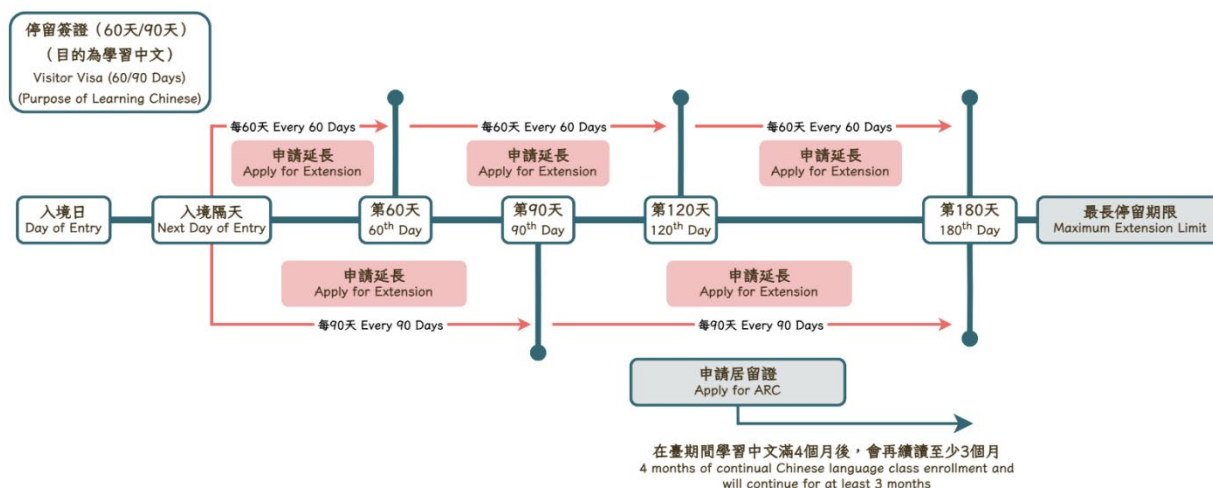 停留簽證（60天/90天）
（目的為學習中文）
Visitor Visa (60/90 Days)
(Purpose of Learning Chinese)
每60天 Every 60 Days
每60天 Every 60 Days
每60天 Every 60 Days
申請延長
Apply for Extension
申請延長
Apply for Extension
申請延長
Apply for Extension
入境日
Day of Entry
入境隔天
Next Day of Entry
第60天
60th Day
第90天
90th Day
第120天
120th Day
第180天
180th Day
最長停留期限
Maximum Extension Limit
申請延長
Apply for Extension
申請延長
Apply for Extension
每90天 Every 90 Days
每90天 Every 90 Days
申請居留證
Apply for ARC
在臺期間學習中文滿4個月後，會再續讀至少3個月
4 months of continual Chinese language class enrollment and
will continue for at least 3 months